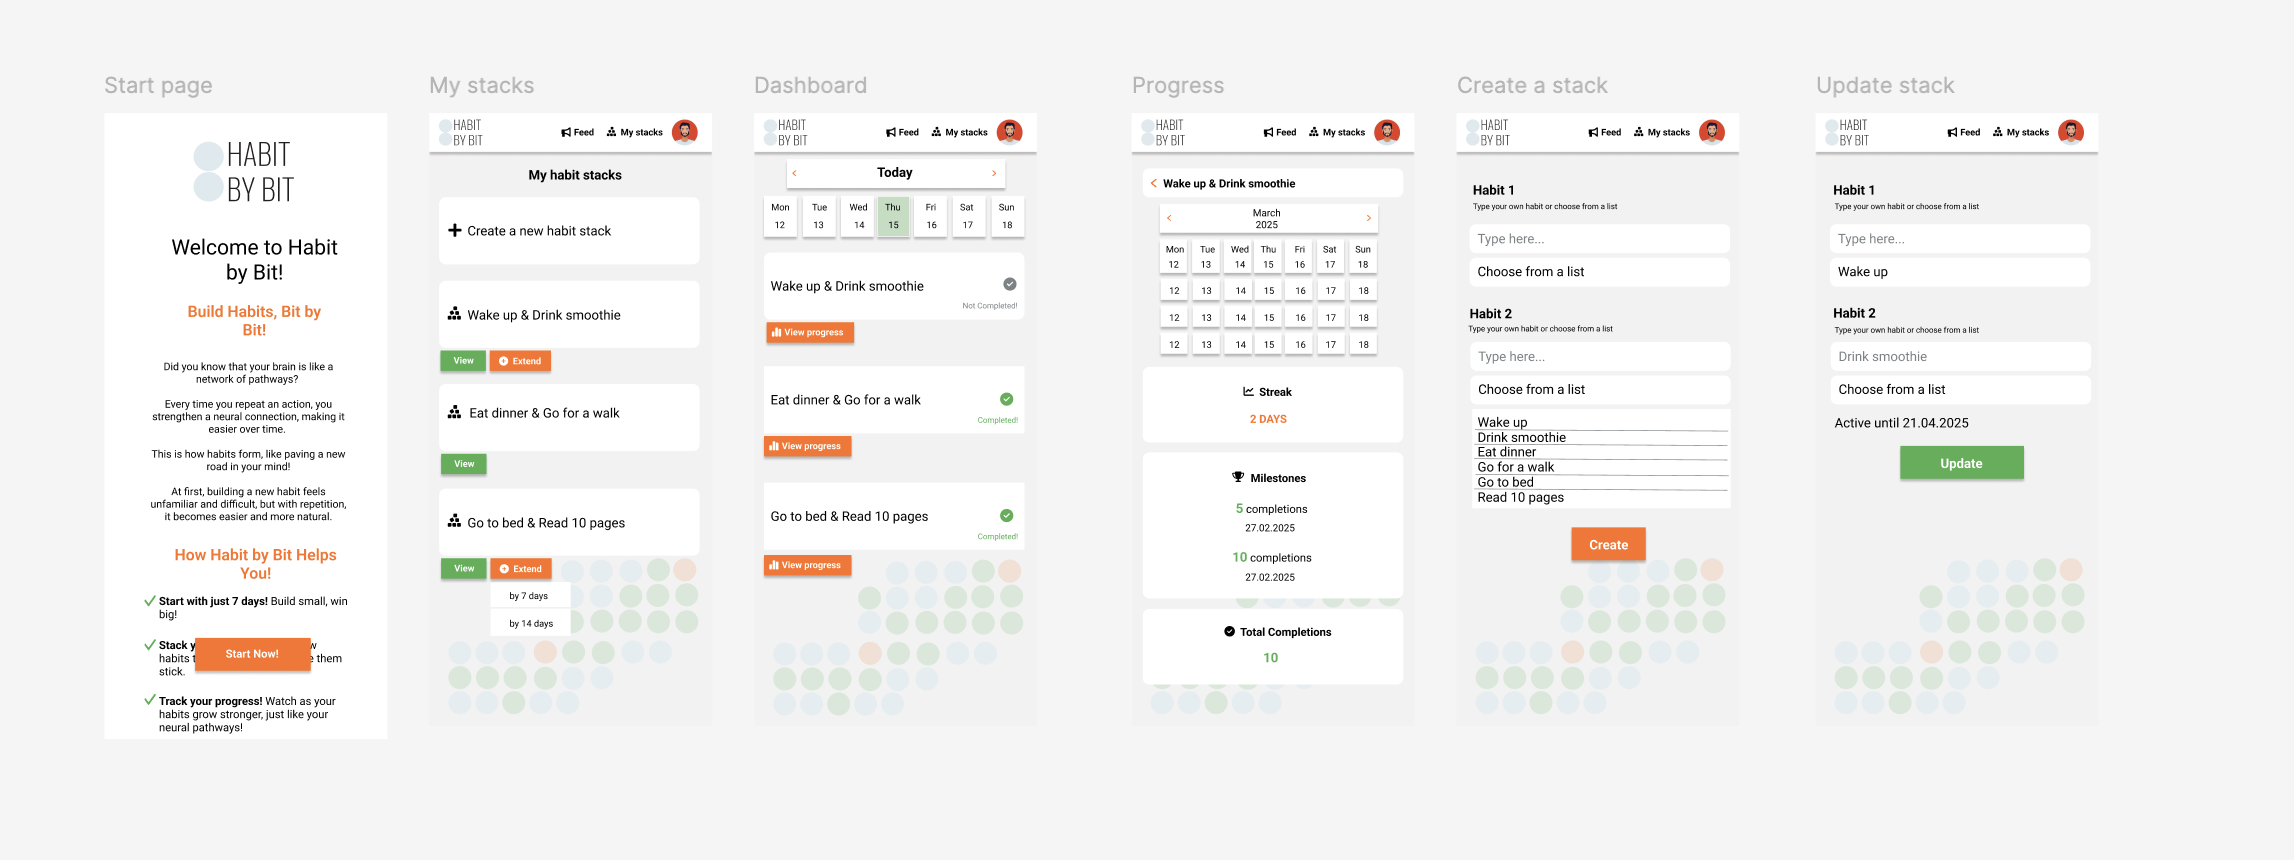 Start page
HABIT
BY BIT
Welcome to Habit
by Bit!
Build Habits, Bit by
Bit!
Did you know that your brain is like a
network of pathways?
Every time you repeat an action, you
strengthen a neural connection, making it
easier over time.
This is how habits form, like paving a new
road in your mind!
At first, building a new habit feels
unfamiliar and difficult, but with repetition,
it becomes easier and more natural.
How Habit by Bit Helps
You!
Start with just 7 days! Build small, win
big!
Stack
habits them
stick.
Start Now!
Track your progress! Watch as your
habits grow stronger, just like your
neural pathways!
My stacks
HABIT
BY BIT
Feed
My stacks
My habit stacks
Create a new habit stack
Wake up & Drink smoothie
View
Extend
Eat dinner & Go for a walk
View
Go to bed & Read 10 pages
View
Extend
by 7 days
by 14 days
Dashboard
HABIT
BY BIT
Feed
My stacks
< Today >
Mon Tue Wed Thu Fri Sat Sun
12 13 14 15 16 17 18
Wake up & Drink smoothie
Not Completed!
View progress
Eat dinner & Go for a walk
Completed!
View progress
Go to bed & Read 10 pages
Completed!
View progress
Progress
HABIT
BY BIT
Feed
My stacks
< Wake up & Drink smoothie
< March >
2025
Mon Tue Wed Thu Fri Sat Sun
12 13 14 15 16 17 18
12 13 14 15 16 17 18
12 13 14 15 16 17 18
12 13 14 15 16 17 18
Streak
2 DAYS
Milestones
5 completions
27.02.2025
10 completions
27.02.2025
Total Completions
10
Create a stack
HABIT
BY BIT
Feed
My stacks
Habit 1
Type your own habit or choose from a list
Type here...
Choose from a list
Habit 2
Type your own habit or choose from a list
Type here...
Choose from a list
Wake up
Drink smoothie
Eat dinner
Go for a walk
Go to bed
Read 10 pages
Create
Update stack
HABIT
BY BIT
Feed
My stacks
Habit 1
Type your own habit or choose from a list
Type here...
Wake up
Habit 2
Type your own habit or choose from a list
Drink smoothie
Choose from a list
Active until 21.04.2025
Update